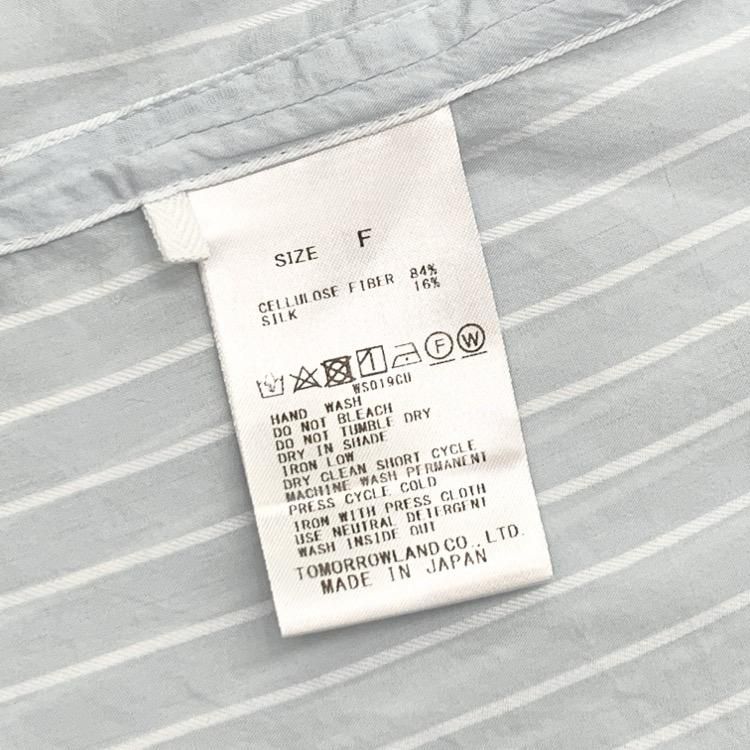 SIZE F
CELLULOSE FIBER 84%
SILK 16%
F W
WS019GU
HAND WASH
DO NOT BLEACH
DO NOT TUMBLE DRY
DRY IN SHADE
IRON LOW
DRY CLEAN SHORT CYCLE
MACHINE WASH PERMANENT
PRESS CYCLE COLD
IRON WITH PRESS CLOTH
USE NEUTRAL DETERGENT
WASH INSIDE OUT
TOMORROWLAND CO., LTD.
MADE IN JAPAN